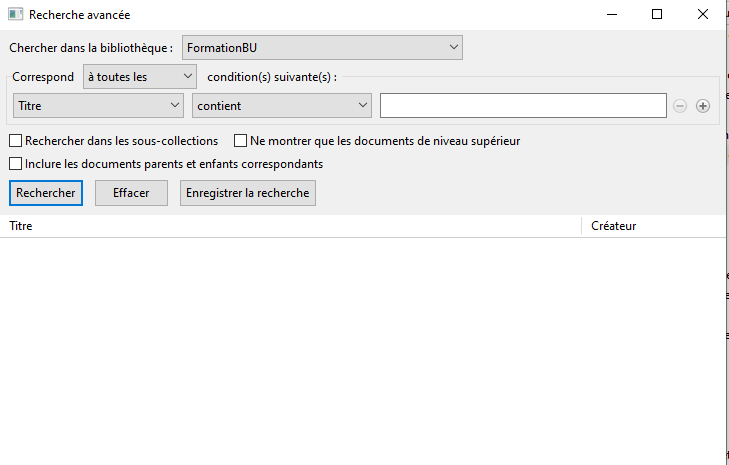 Recherche avancée
Chercher dans la bibliothèque : FormationBU
Correspond à toutes les condition(s) suivante(s) :
Titre contient
Rechercher dans les sous-collections Ne montrer que les documents de niveau supérieur
Inclure les documents parents et enfants correspondants
Rechercher Effacer Enregistrer la recherche
Titre Créateur